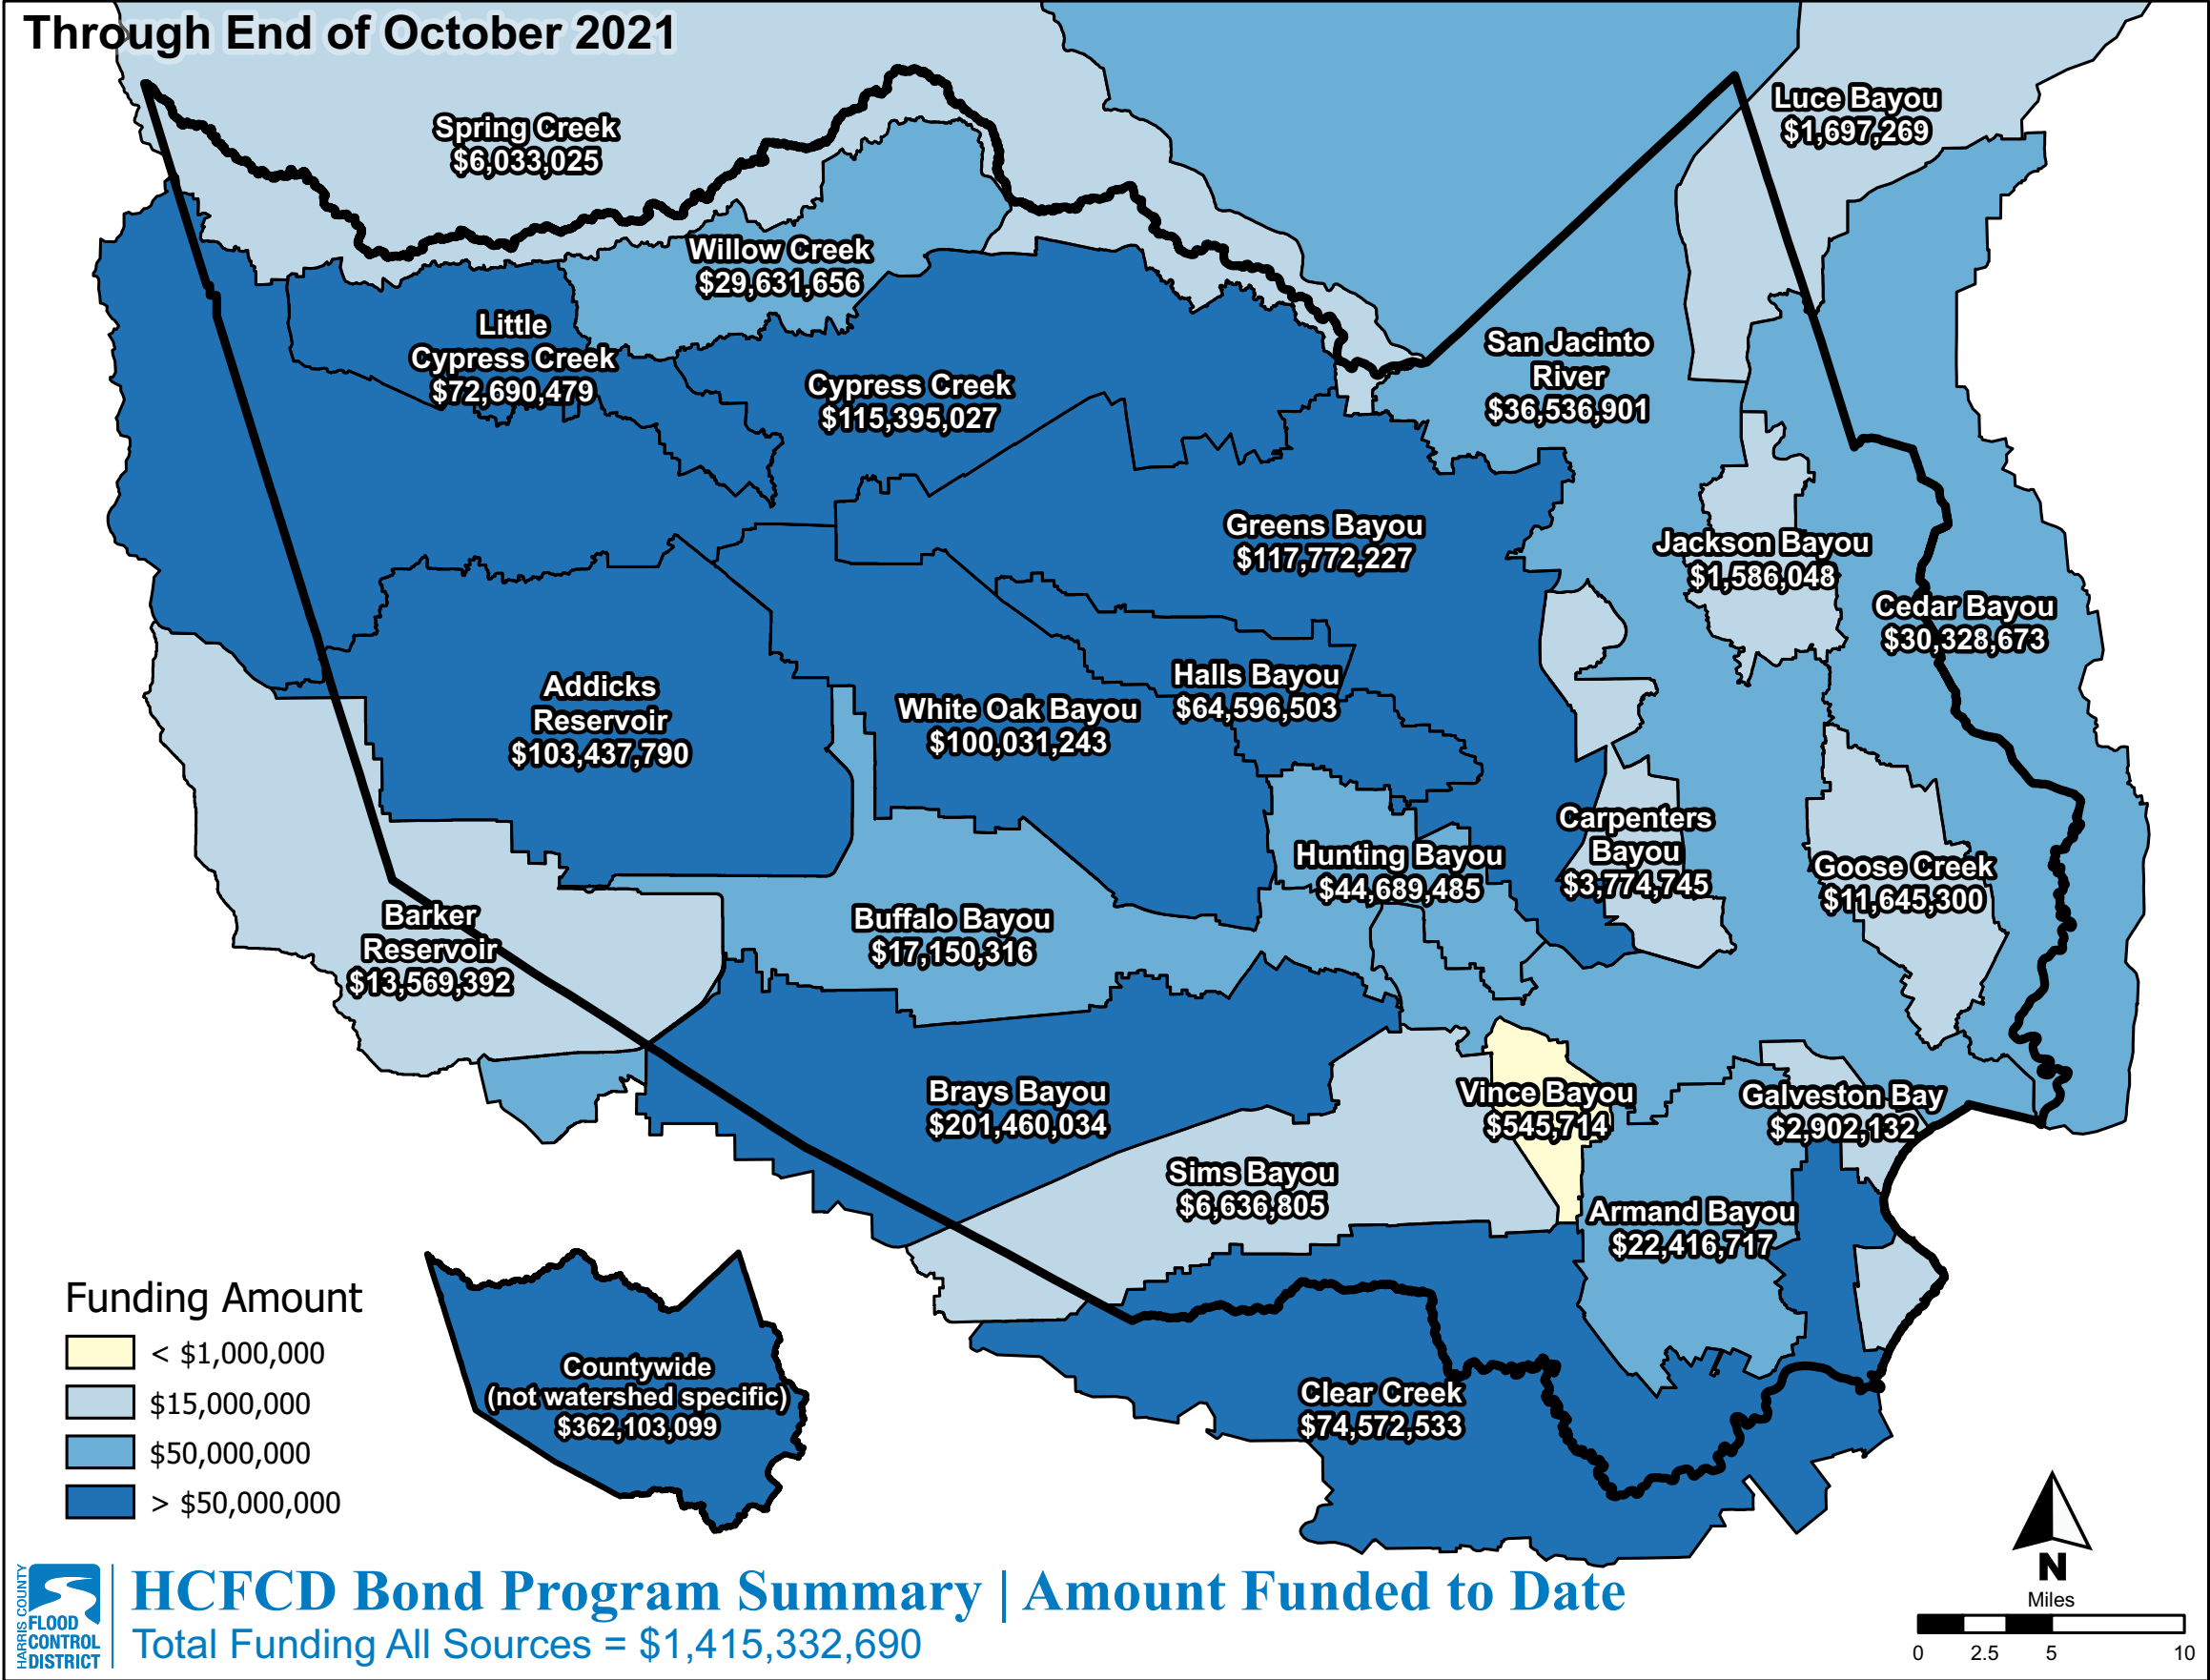 Through End of October 2021
Luce Bayou
$1,697,269
Spring Creek
$6,033,025
Willow Creek
$29,631,656
Little
Cypress Creek
$72,690,479
San Jacinto
River
$36,536,901
Cypress Creek
$115,395,027
Greens Bayou
$117,772,227
Jackson Bayou
$1,586,048
Cedar Bayou
$30,328,673
Halls Bayou
$64,596,503
Addicks
Reservoir
$103,437,790
White Oak Bayou
$100,031,243
Carpenters
Bayou
$3,774,745
Hunting Bayou
$44,689,485
Goose Creek
$11,645,300
Barker
Reservoir
$13,569,392
Buffalo Bayou
$17,150,316
Brays Bayou
$201,460,034
Vince Bayou
$545,714
Galveston Bay
$2,902,132
Sims Bayou
$6,636,805
Armand Bayou
$22,416,717
Clear Creek
$74,572,533
Funding Amount
< $1,000,000
$15,000,000
$50,000,000
> $50,000,000
Countywide
(not watershed specific)
$362,103,099
N
Miles
0 2.5 5 10
HARRIS COUNTY
FLOOD
CONTROL
DISTRICT
HCFCD Bond Program Summary | Amount Funded to Date
Total Funding All Sources = $1,415,332,690